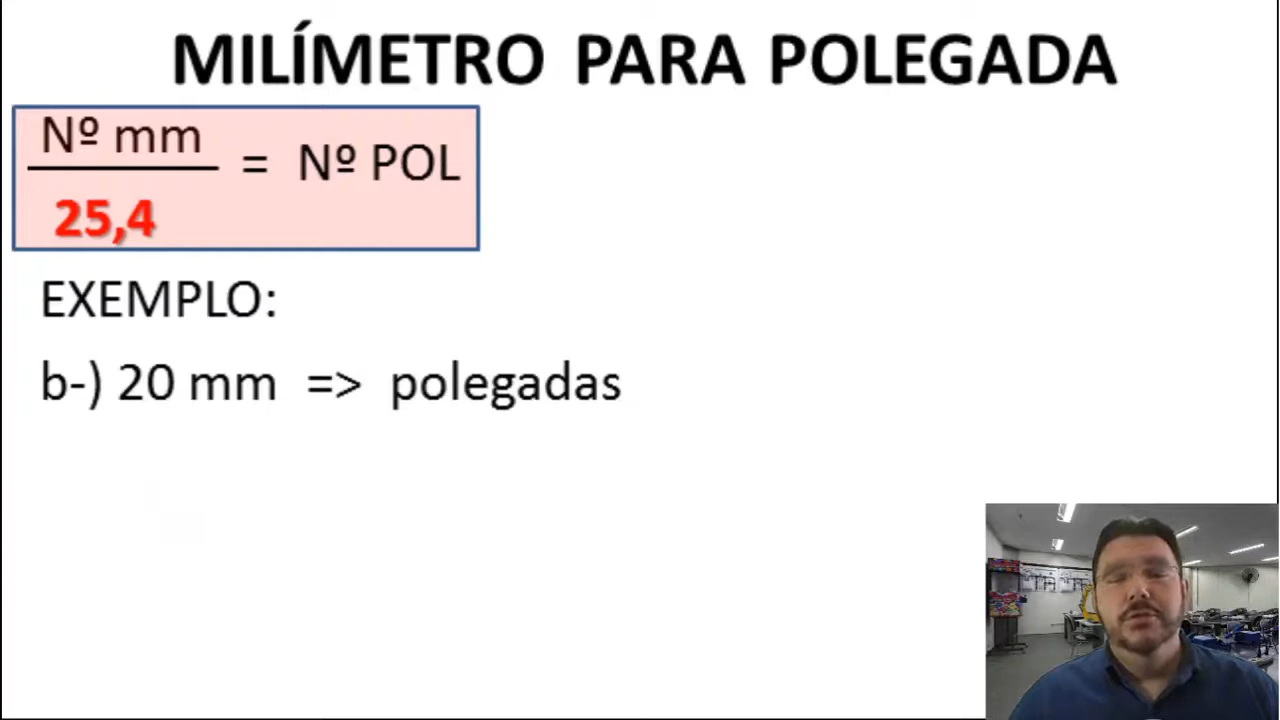 MILÍMETRO PARA POLEGADA
Nº mm
= Nº POL
25,4
EXEMPLO:
b-) 20 mm => polegadas